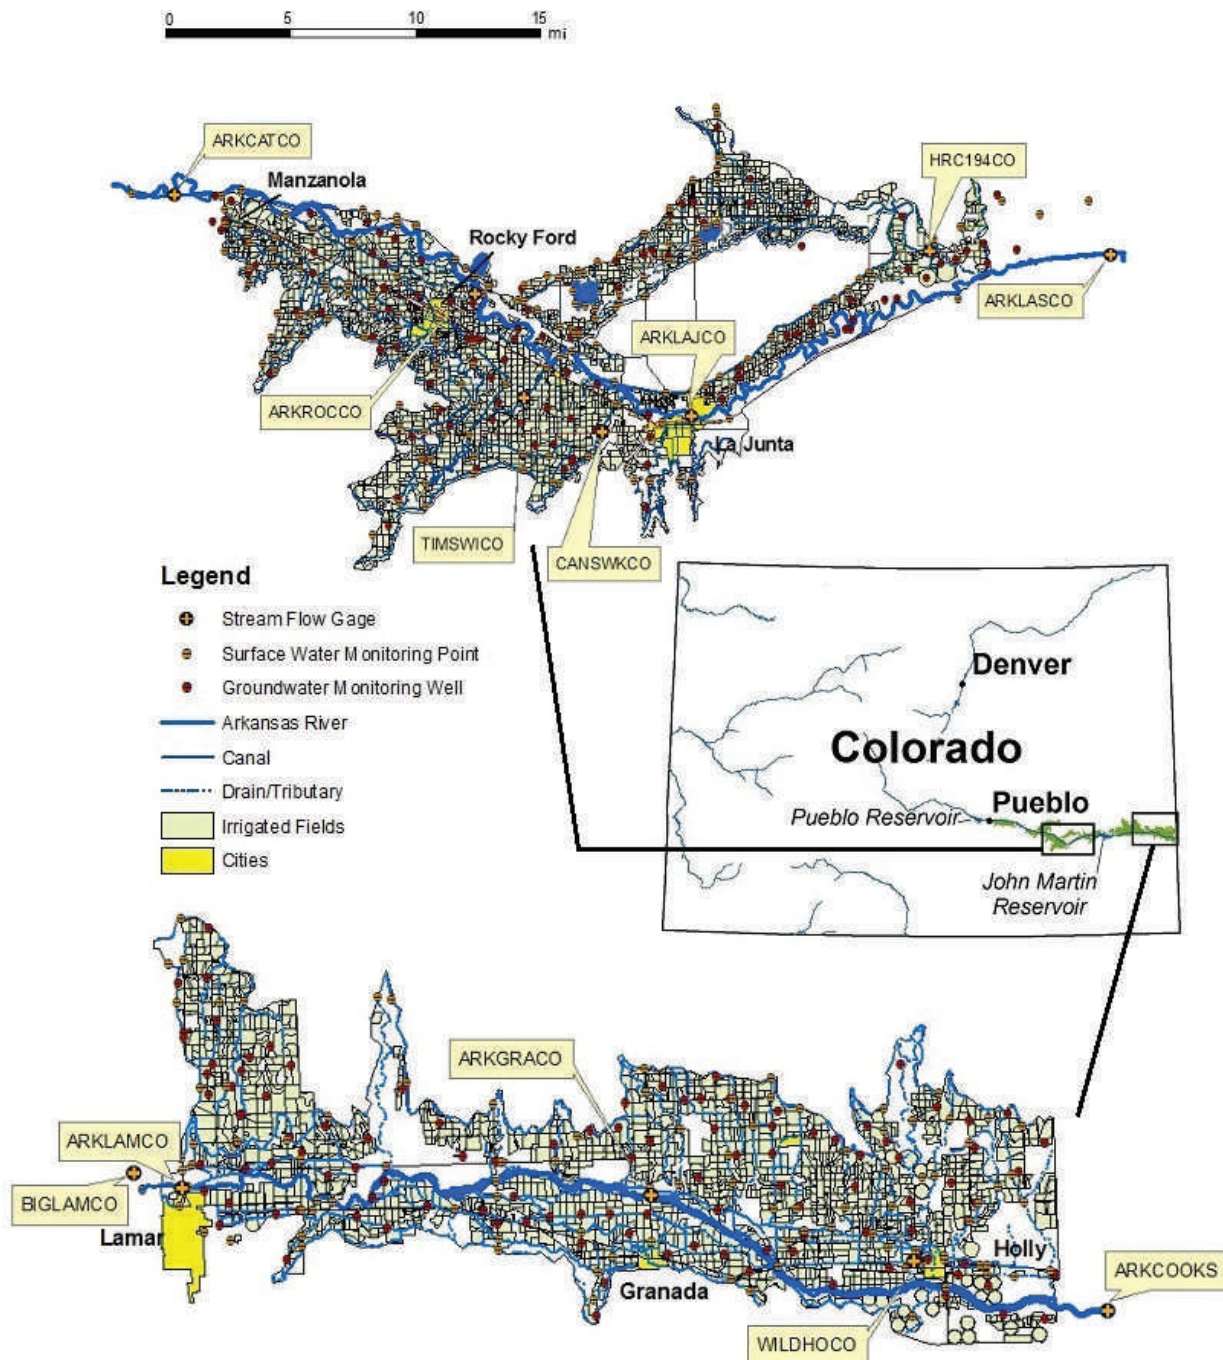 0 5 10 15
mi
ARKCATCO
Manzanola
HRC194CO
Rocky Ford
ARKLASCO
ARKLAJCO
ARKROCCO
La Junta
TIMSWICO
CANSWKCO
Legend
Stream Flow Gage
Surface Water Monitoring Point
Groundwater Monitoring Well
Arkansas River
Canal
Drain/Tributary
Irrigated Fields
Cities
Denver
Colorado
Pueblo
Pueblo Reservoir
John Martin
Reservoir
ARKGRACO
ARKLAMCO
BIGLAMCO
Lamar
Holly
Granada
ARKCOOKS
WILDHOCO